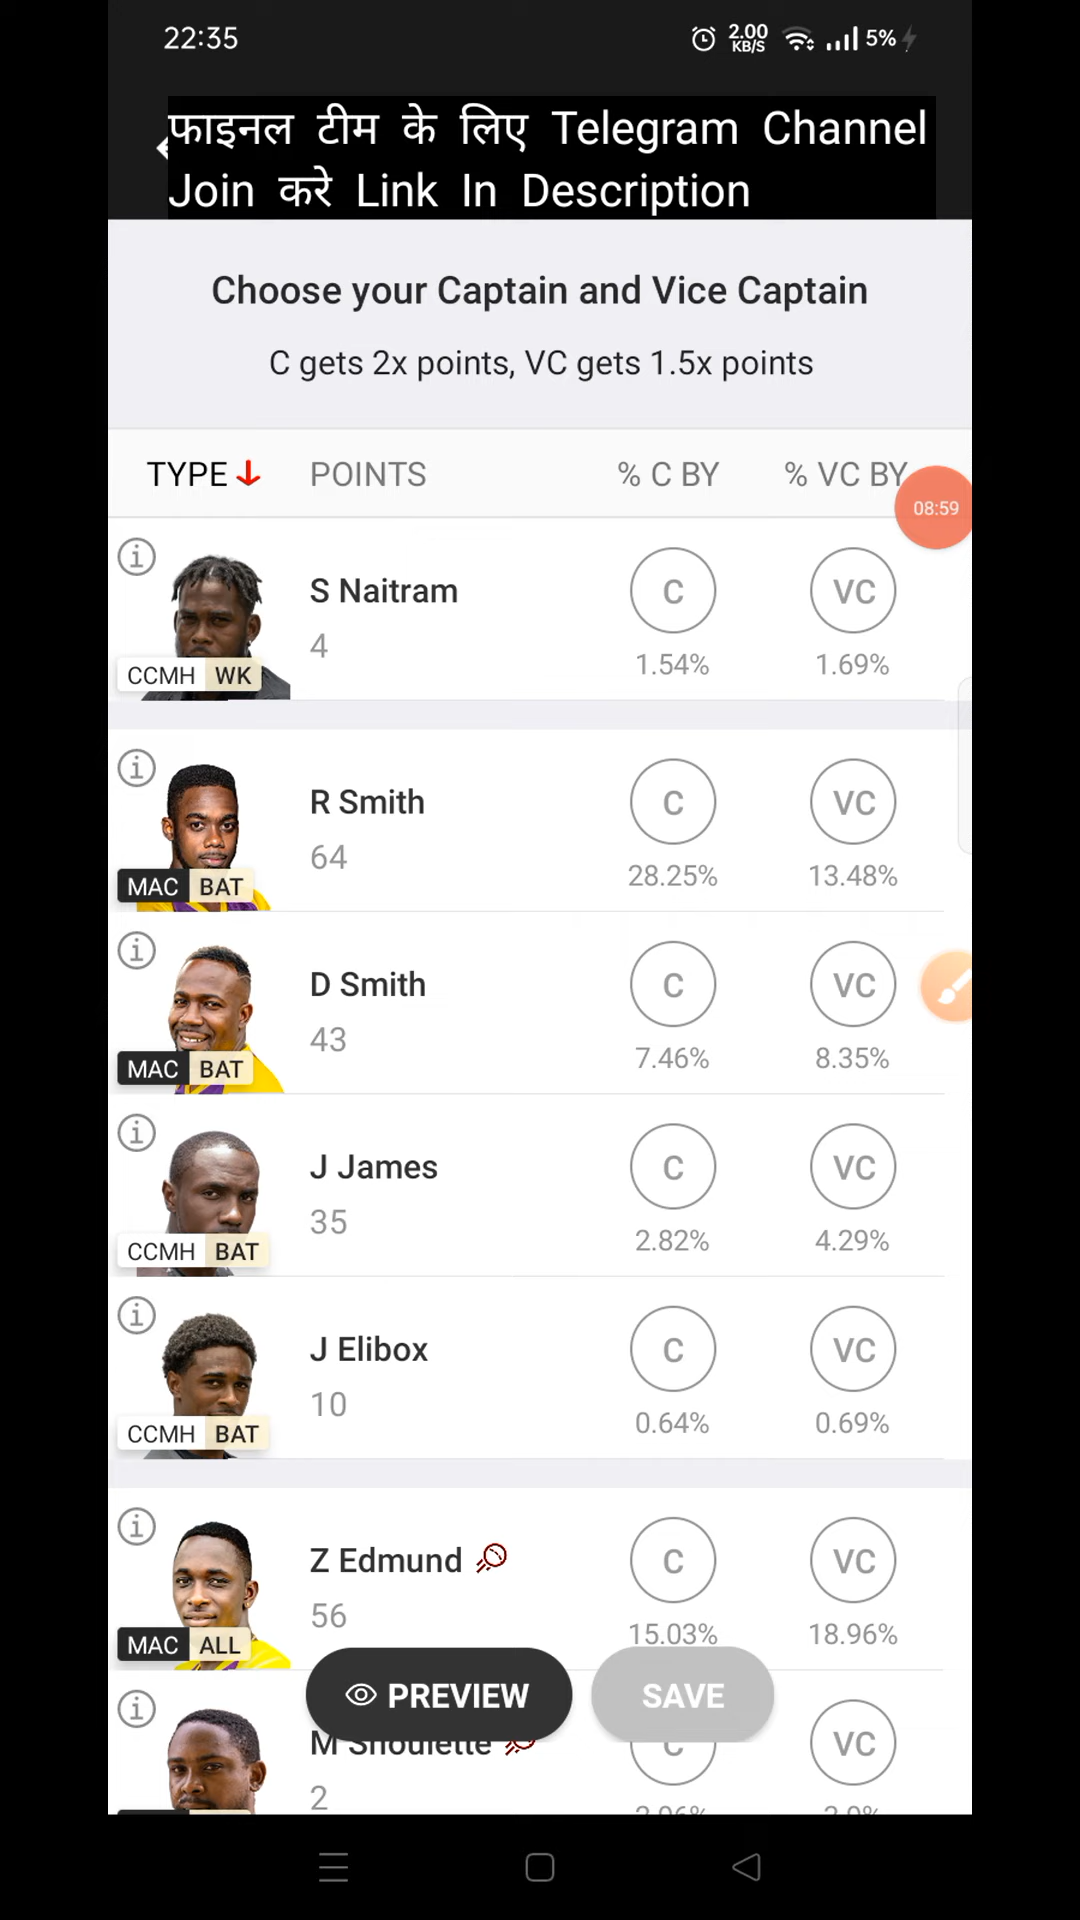 22:35
2.00 KB/S
5%
फाइनल टीम के लिए Telegram Channel
Join करे Link In Description
Choose your Captain and Vice Captain
C gets 2x points, VC gets 1.5x points
TYPE POINTS % C BY % VC BY
08:59
S Naitram C VC
4 1.54% 1.69%
CCMH WK
R Smith C VC
64 28.25% 13.48%
MAC BAT
D Smith C VC
43 7.46% 8.35%
MAC BAT
J James C VC
35 2.82% 4.29%
CCMH BAT
J Elibox C VC
10 0.64% 0.69%
CCMH BAT
Z Edmund C VC
56 15.03% 18.96%
MAC ALL
PREVIEW SAVE
M C VC
2